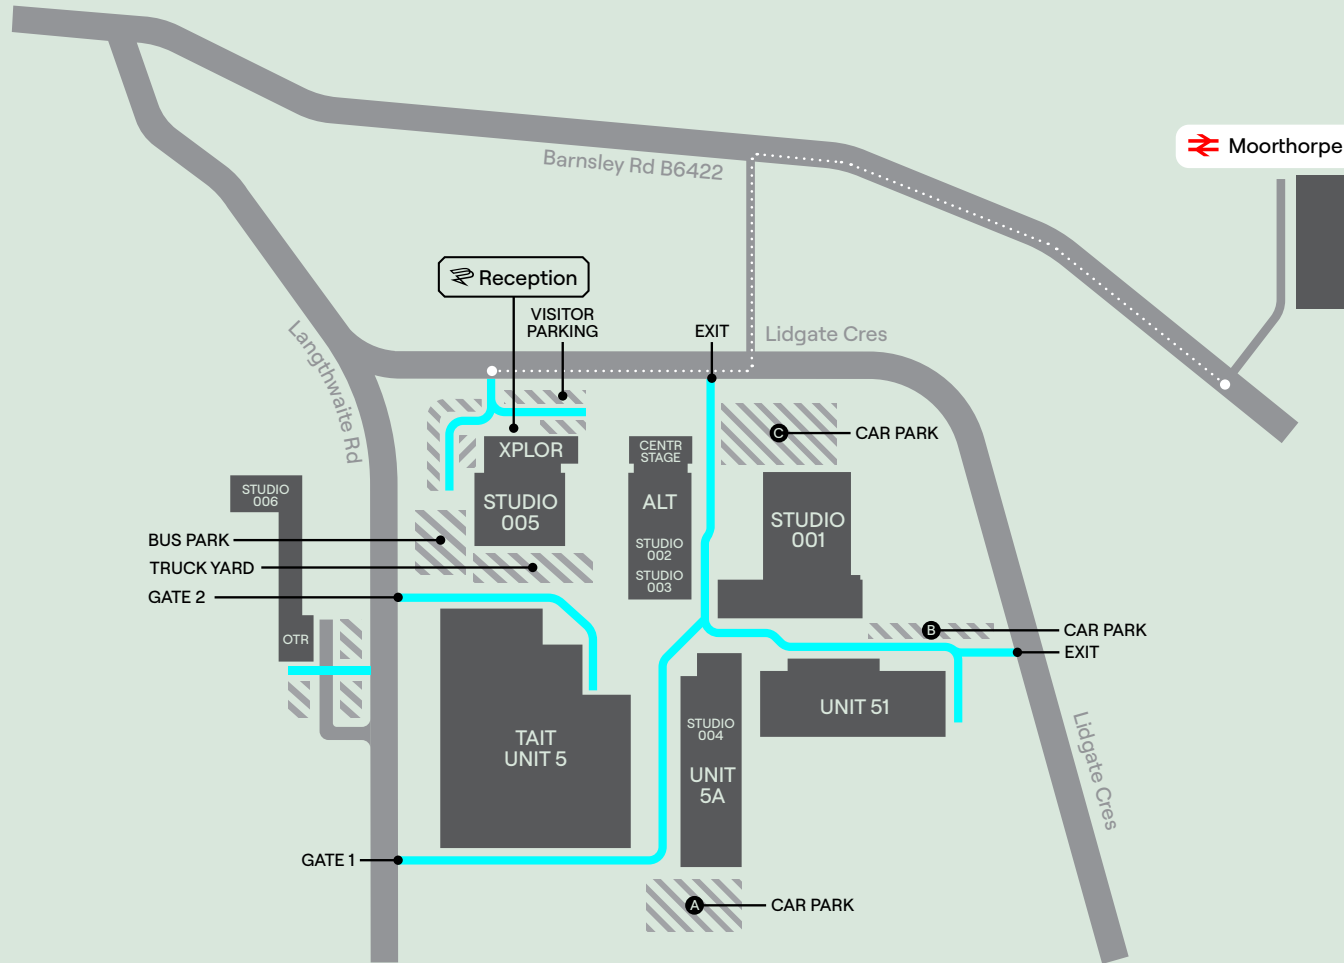 Moorthorpe
Barnsley Rd B6422
Reception
VISITOR
PARKING
EXIT
Lidgate Cres
Langthwaite Rd
CAR PARK
C
XPLOR
STUDIO
005
CENTR
STAGE
ALT
STUDIO
002
STUDIO
003
STUDIO
001
STUDIO
006
BUS PARK
TRUCK YARD
GATE 2
OTR
B
CAR PARK
EXIT
TAIT
UNIT 5
STUDIO
004
UNIT
5A
UNIT 51
Lidgate Cres
GATE 1
A
CAR PARK